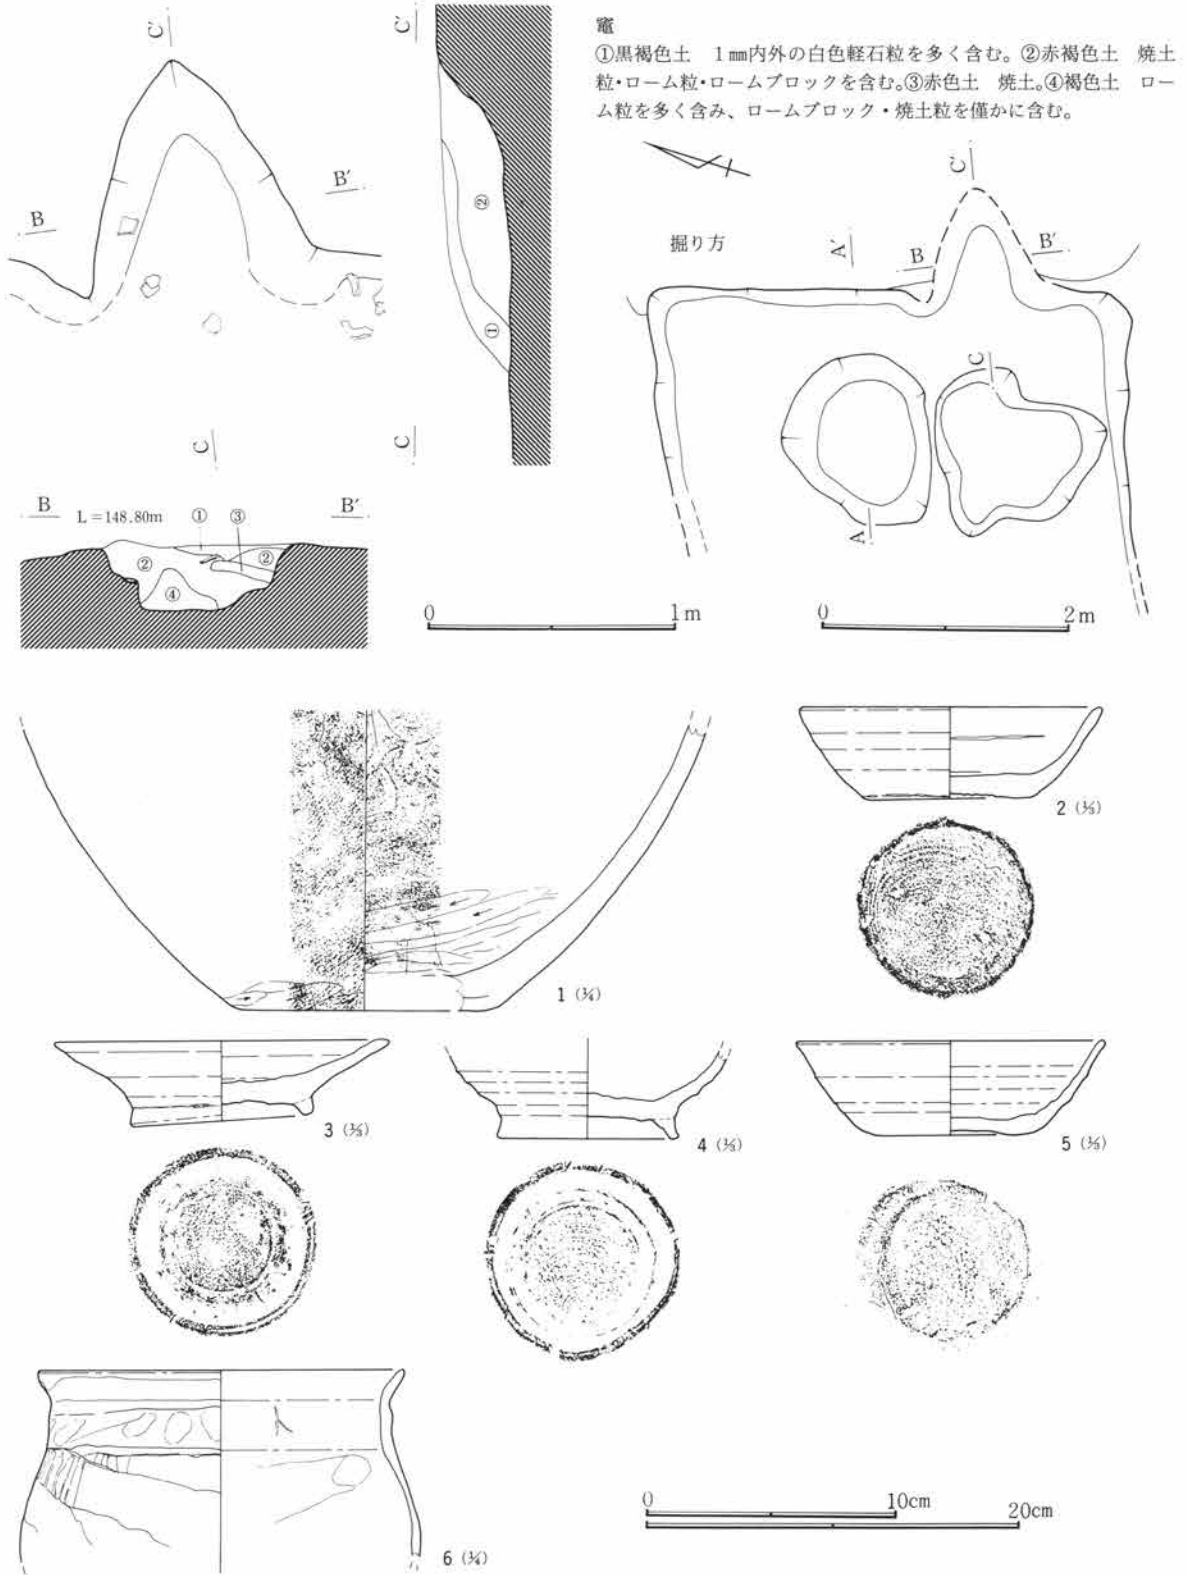 竈
①黒褐色土　1㎜内外の白色軽石粒を多く含む。②赤褐色土　焼土
粒・ローム粒・ロームブロックを含む。③赤色土　焼土。④褐色土　ロー
ム粒を多く含み、ロームブロック・焼土粒を僅かに含む。
C'
C'
B
B'
②
①
C
C
掘り方
A'
B
C'
B'
C
A
B
L=148.80m
①
③
B'
②
②
④
0
1m
0
2m
1 (¼)
2 (⅓)
3 (⅓)
4 (⅓)
5 (⅓)
6 (¼)
0
10cm
20cm